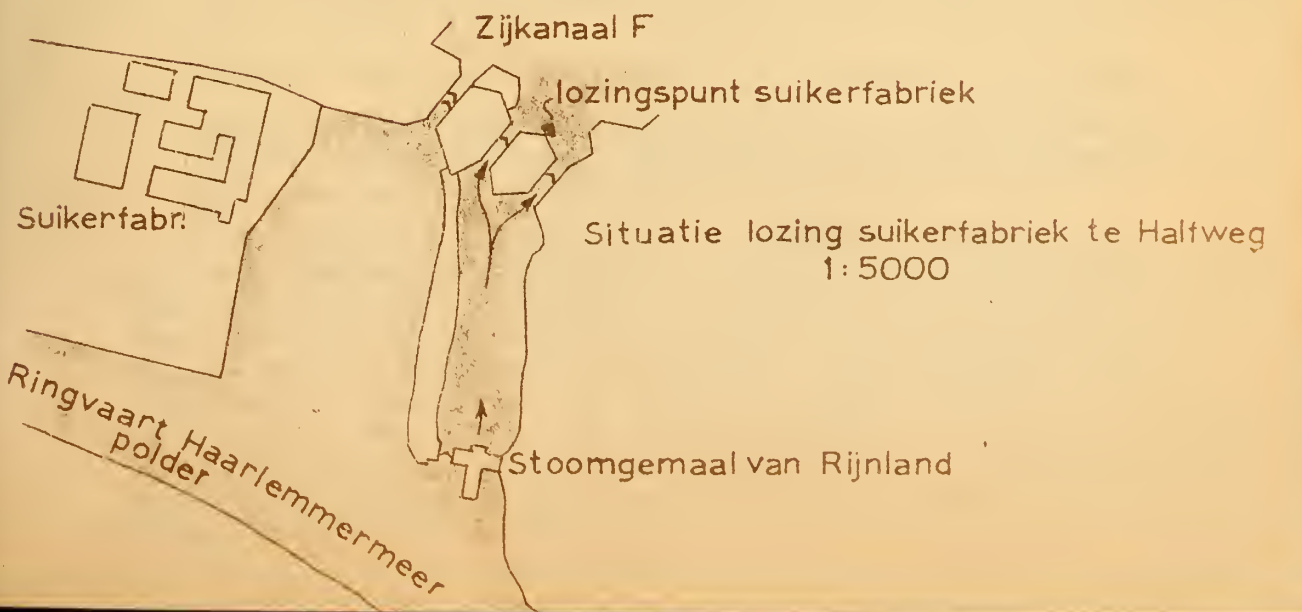 Zijkanaal F
lozingspunt suikerfabriek
Suikerfabr.
Situatie lozing suikerfabriek te Halfweg
1:5000
Ringvaart Haarlemmermeer
polder
Stoomgemaal van Rijnland